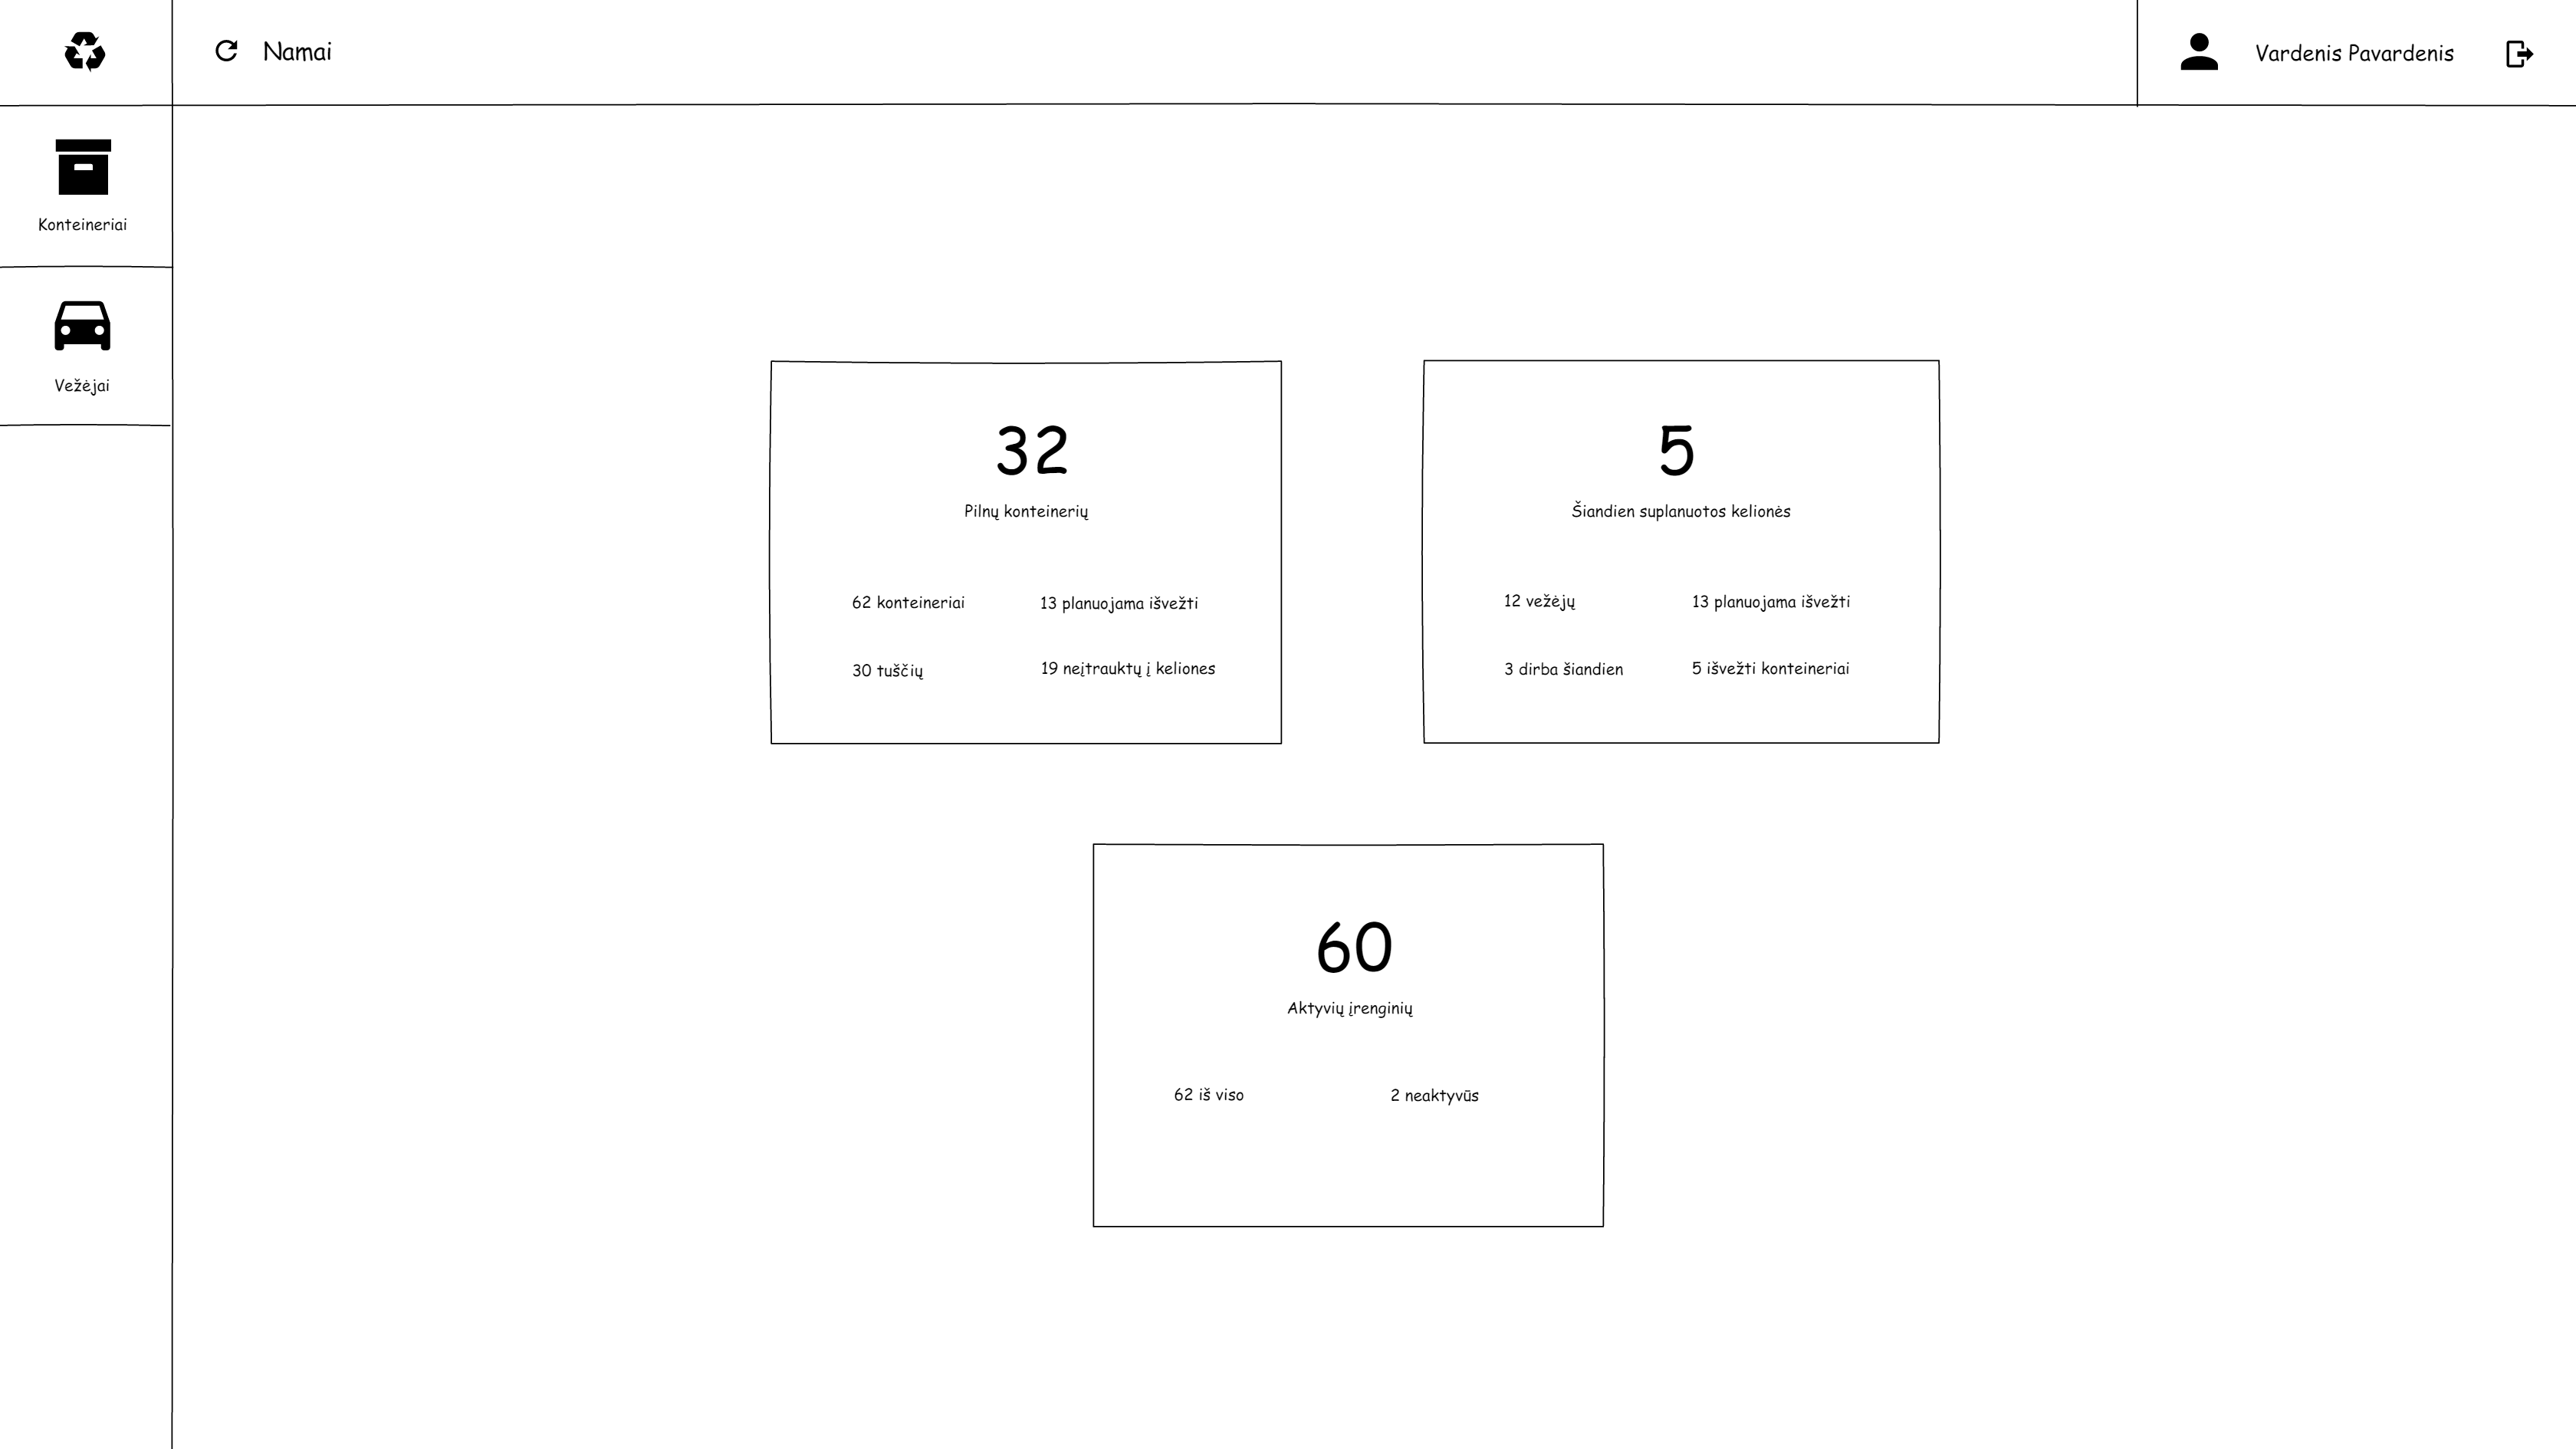 Namai
Vardenis Pavardenis
Konteineriai
Vežėjai
32
Pilnų konteinerių
62 konteineriai
13 planuojama išvežti
30 tuščių
19 neįtrauktų į keliones
5
Šiandien suplanuotos kelionės
12 vežėjų
13 planuojama išvežti
3 dirba šiandien
5 išvežti konteineriai
60
Aktyvių įrenginių
62 iš viso
2 neaktyvūs